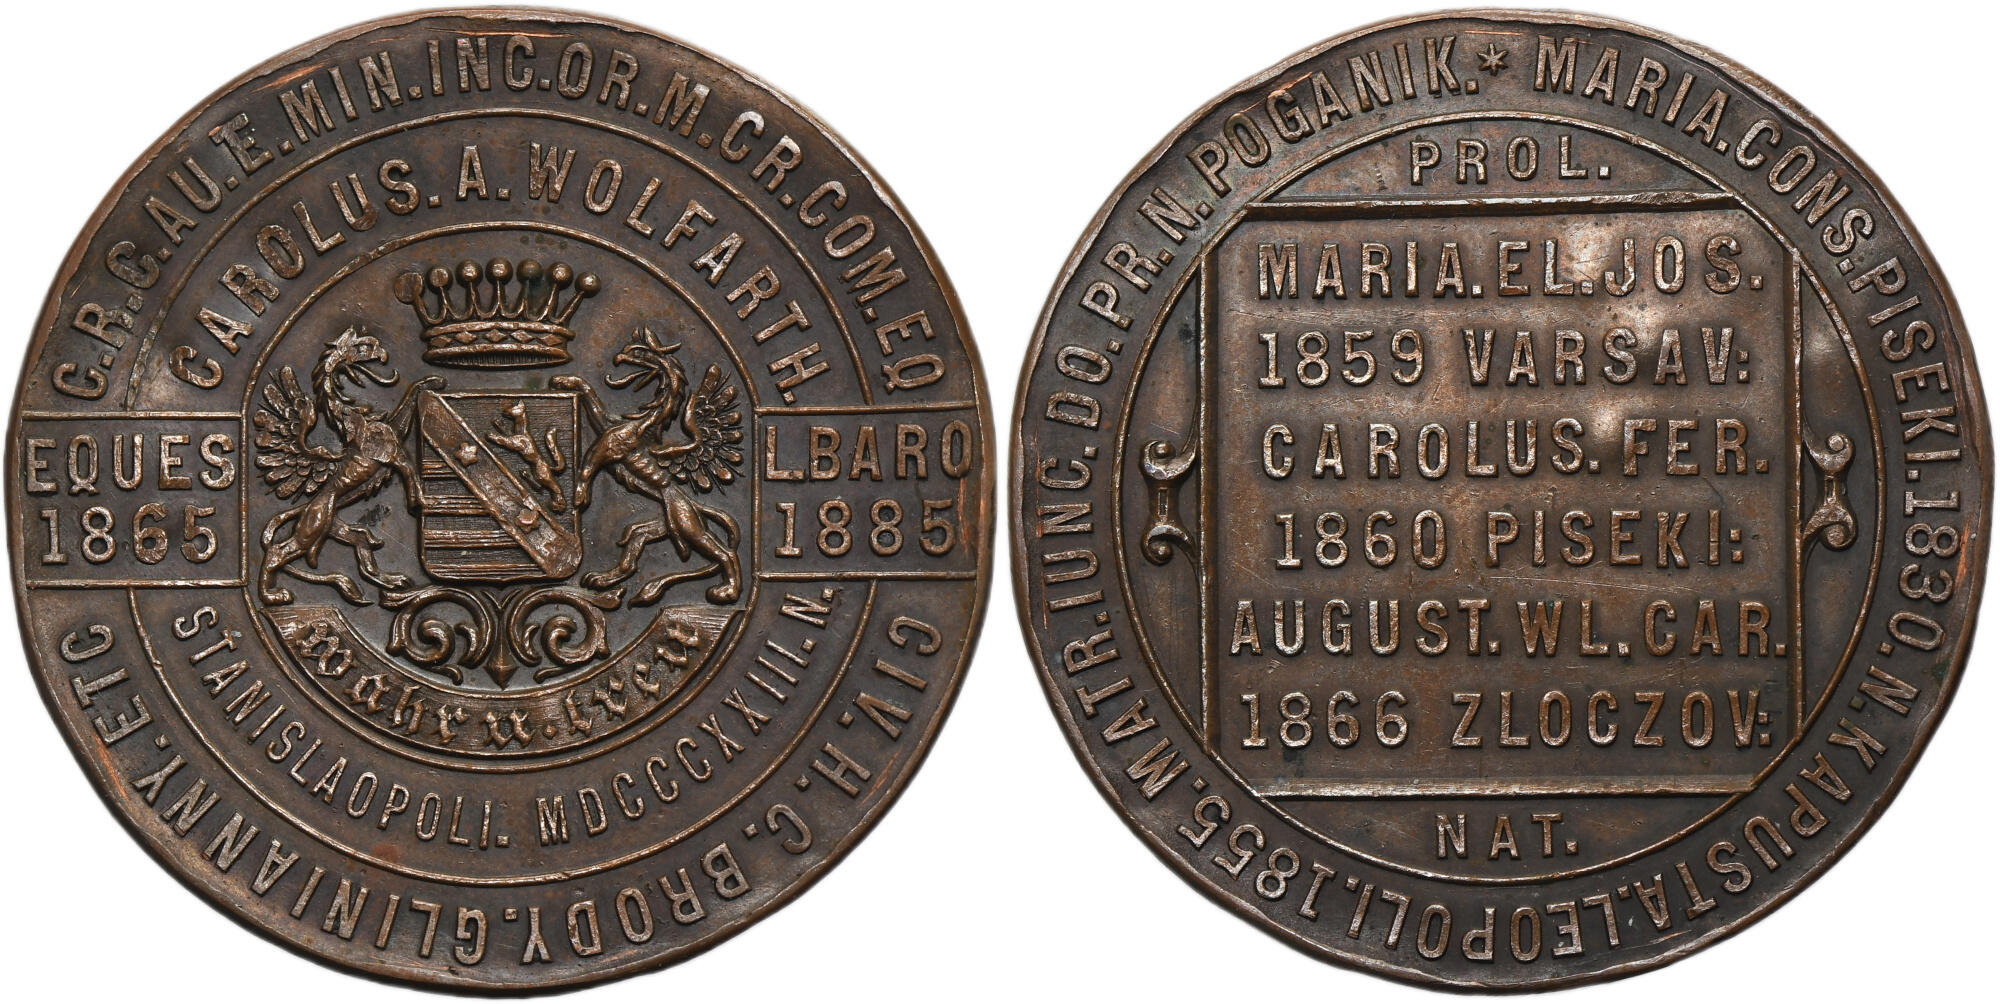 C.R.C.AU.E.MIN.INC.OR.M.CR.COM.EQ
CAROLUS.A.WOLFARTH.
EQUES
1865
LBARO
1885
wahr u. treu
STANISLAOPOLI. MDCCCXXIII.N.
CIV.H.C.BRODY.GLINIANNY.ETC
MARIA.CONS.PISEKI.1830.N.KAPUSTA.LEOPOLI.1855.MATR.IUNC.DO.PR.N.POGANIK.*
PROL.
MARIA.EL.JOS.
1859 VARSAV:
CAROLUS.FER.
1860 PISEKI:
AUGUST.WL.CAR.
1866 ZLOCZOV:
NAT.